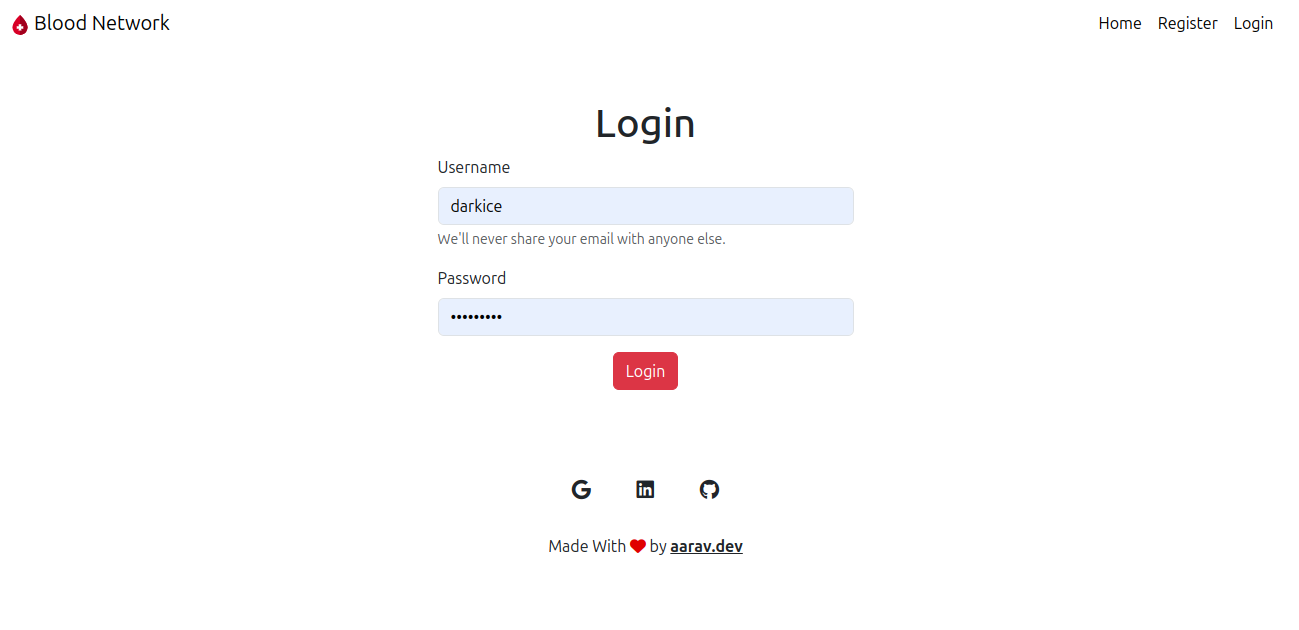 Blood Network
Home Register Login
Login
Username
darkice
We'll never share your email with anyone else.
Password
•••••••••
Login
Made With by aarav.dev